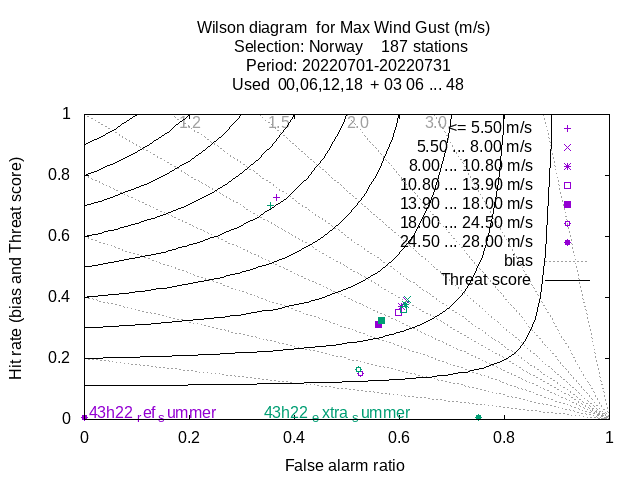 Wilson diagram for Max Wind Gust (m/s)
Selection: Norway 187 stations
Period: 20220701-20220731
Used 00,06,12,18 + 03 06 ... 48
1.2 1.5 2.0 3.0
<= 5.50 m/s
5.50 ... 8.00 m/s
8.00 ... 10.80 m/s
10.80 ... 13.90 m/s
13.90 ... 18.00 m/s
18.00 ... 24.50 m/s
24.50 ... 28.00 m/s
bias
Threat score
Hit rate (bias and Threat score)
1
0.8
0.6
0.4
0.2
0
43h22_ref_summer 43h22_extra_summer
0 0.2 0.4 0.6 0.8 1
False alarm ratio